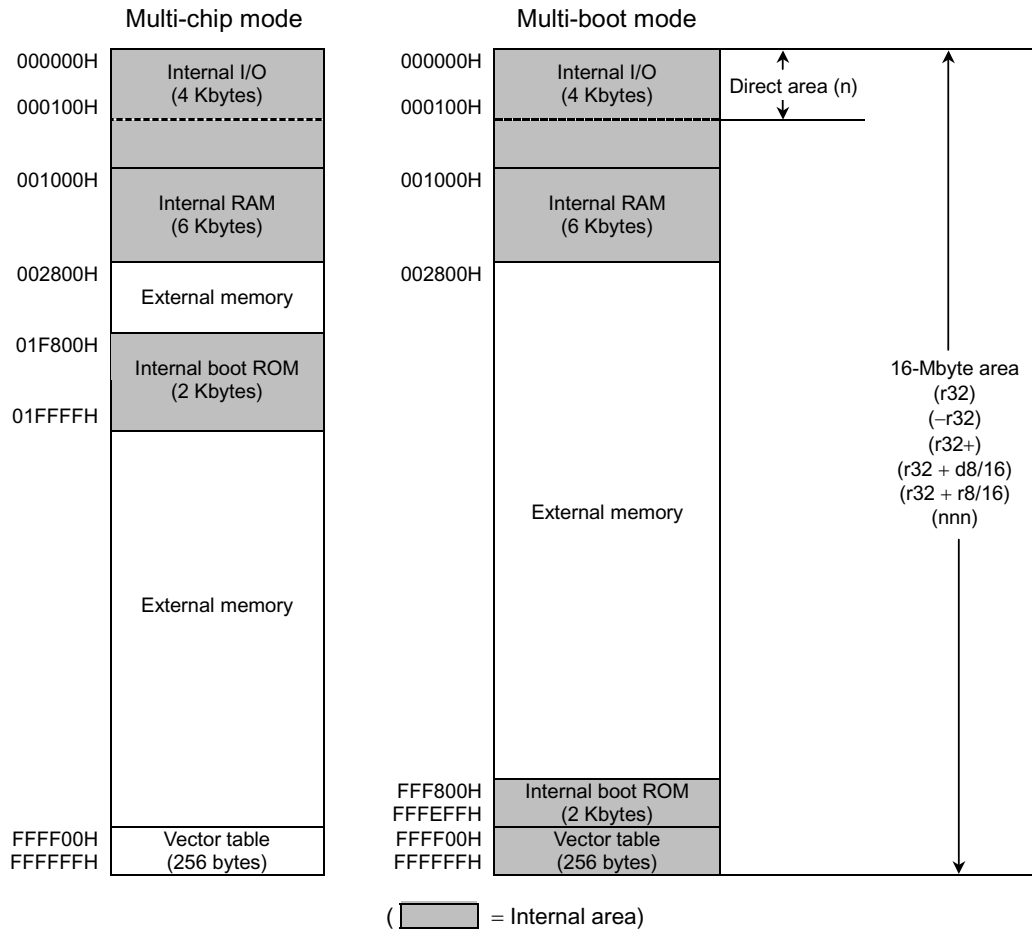 Multi-chip mode
000000H
Internal I/O
(4 Kbytes)
000100H
001000H
Internal RAM
(6 Kbytes)
002800H
External memory
01F800H
Internal boot ROM
(2 Kbytes)
01FFFFH
External memory
FFFF00H
FFFFFFH
Vector table
(256 bytes)
Multi-boot mode
000000H
Internal I/O
(4 Kbytes)
000100H
001000H
Internal RAM
(6 Kbytes)
002800H
External memory
FFF800H
FFFEFFH
Internal boot ROM
(2 Kbytes)
FFFF00H
FFFFFFH
Vector table
(256 bytes)
Direct area (n)
16-Mbyte area
(r32)
(−r32)
(r32+)
(r32 + d8/16)
(r32 + r8/16)
(nnn)
( = Internal area)